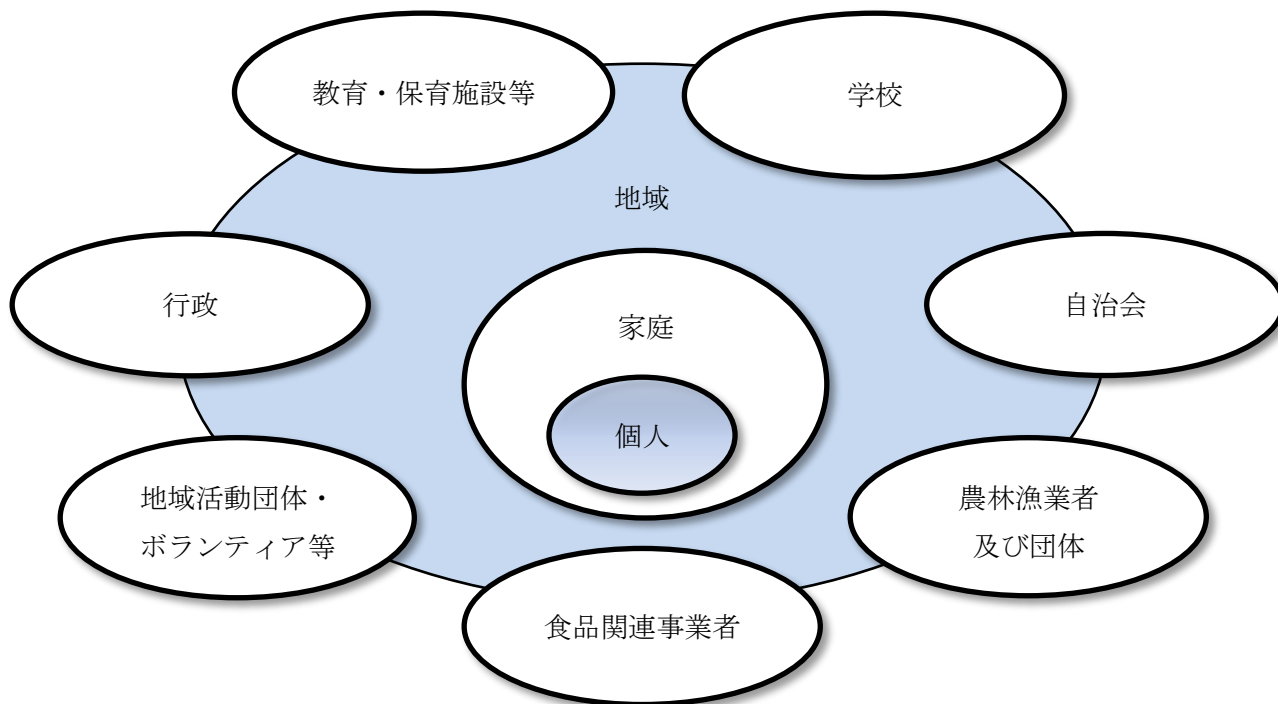 教育・保育施設等
学校
地域
行政
家庭
自治会
個人
地域活動団体・
ボランティア等
農林漁業者
及び団体
食品関連事業者